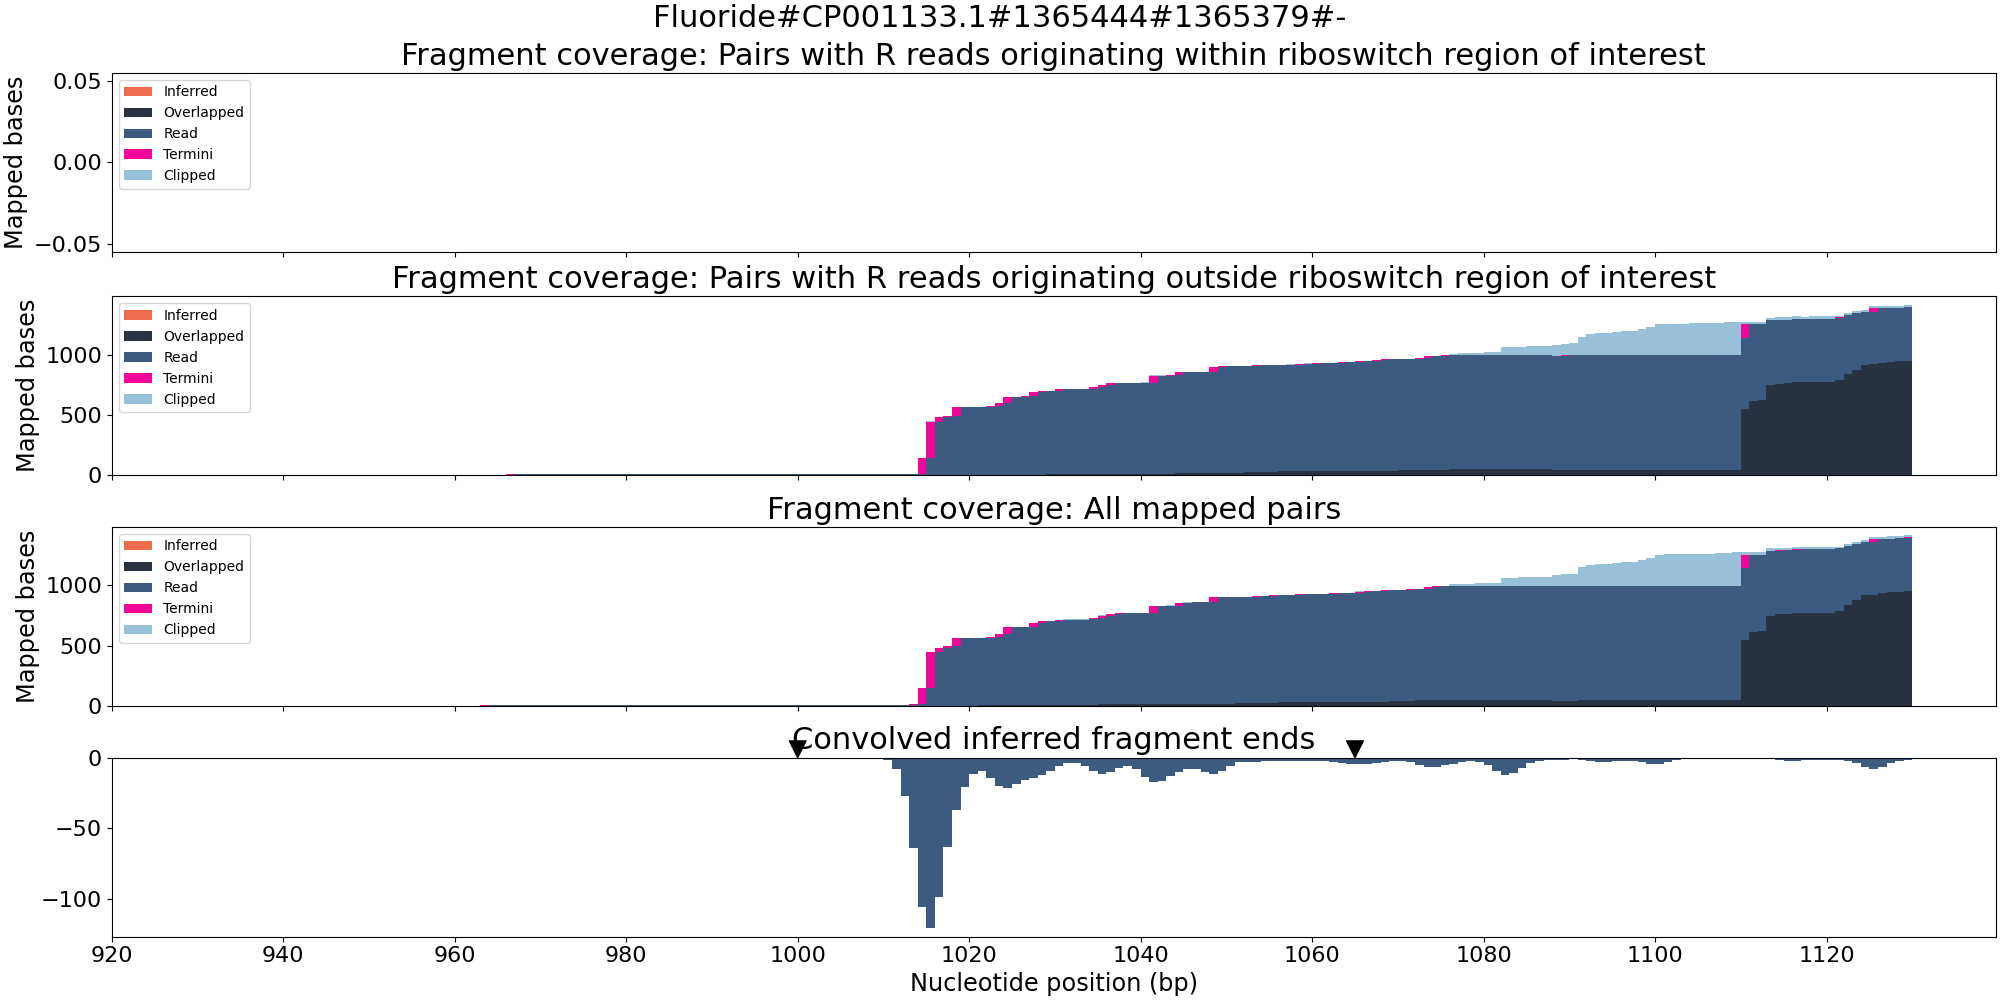 Fluoride#CP001133.1#1365444#1365379#-
Fragment coverage: Pairs with R reads originating within riboswitch region of interest
Mapped bases
0.05
0.00
−0.05
Inferred
Overlapped
Read
Termini
Clipped
Fragment coverage: Pairs with R reads originating outside riboswitch region of interest
Mapped bases
1000
500
0
Inferred
Overlapped
Read
Termini
Clipped
Fragment coverage: All mapped pairs
Mapped bases
1000
500
0
Inferred
Overlapped
Read
Termini
Clipped
Convolved inferred fragment ends
0
−50
−100
920 940 960 980 1000 1020 1040 1060 1080 1100 1120
Nucleotide position (bp)